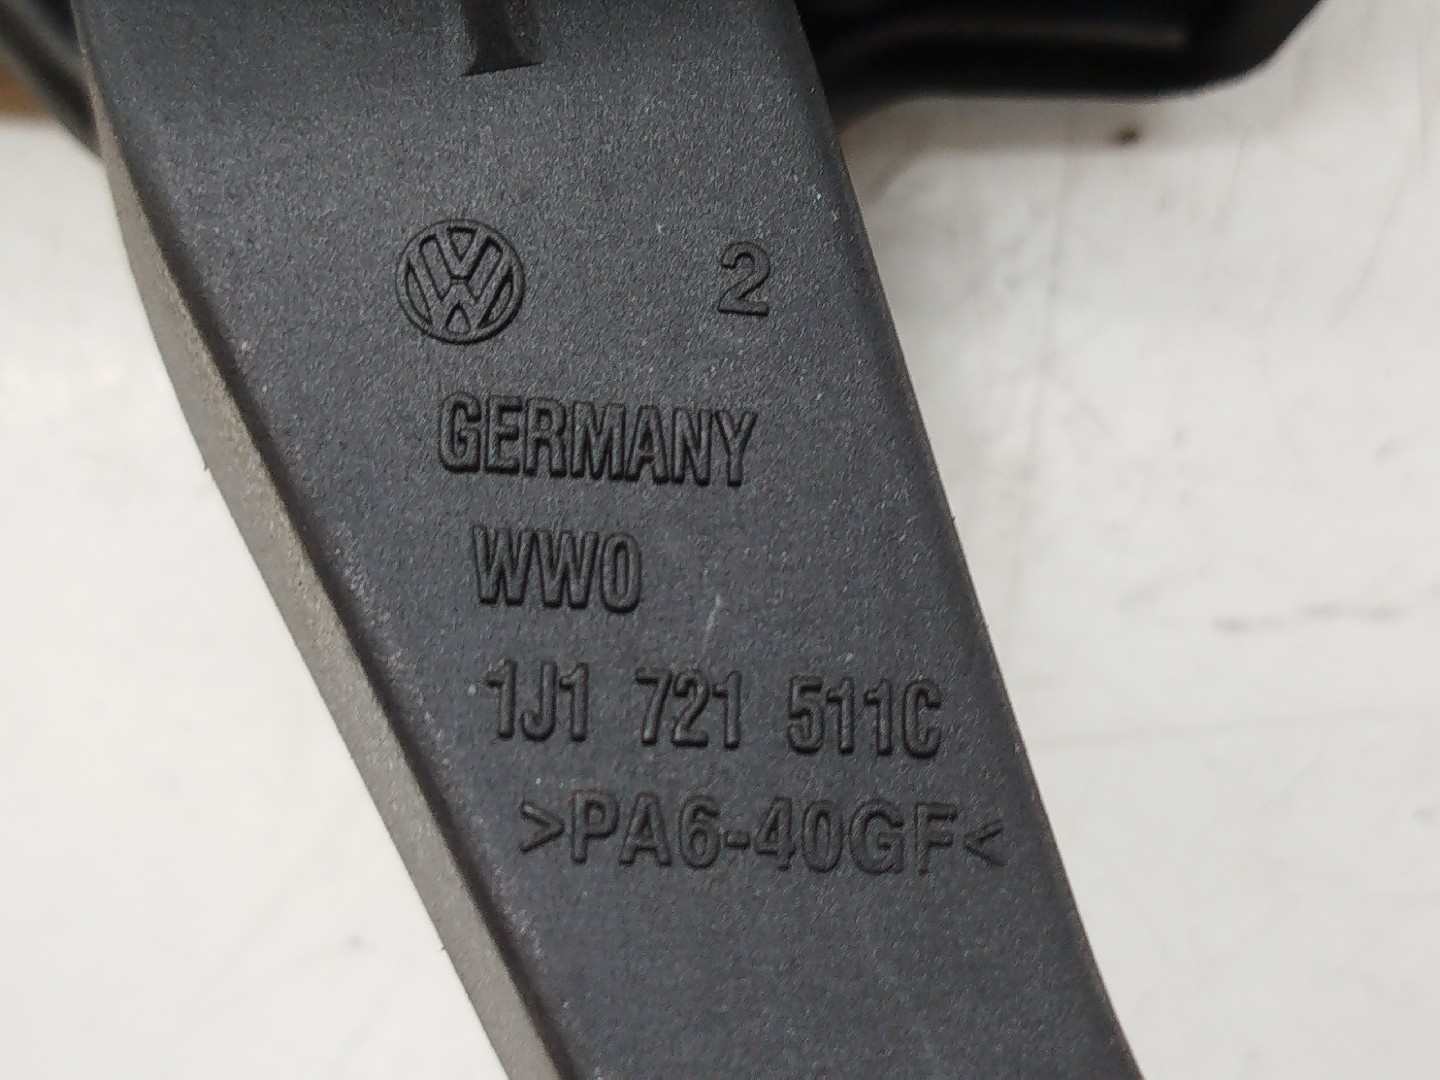 2
GERMANY
WW0
1J1 721 511C
>PA6-40GF<